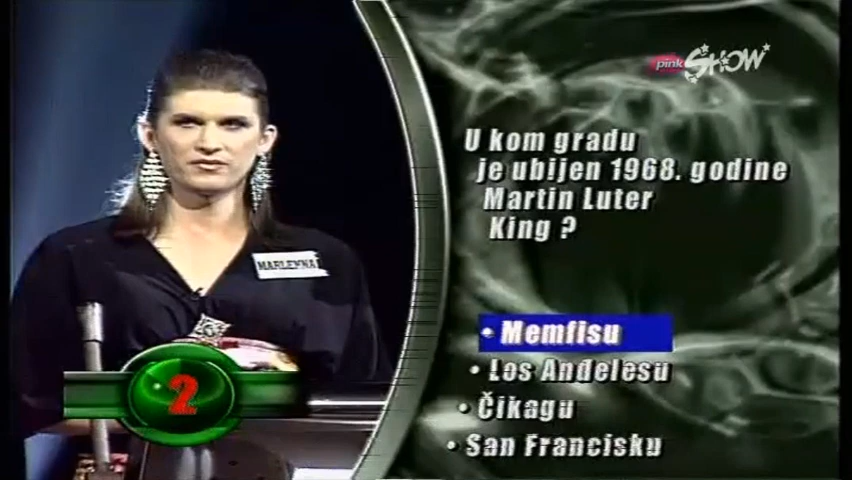 pink SHOW
U kom gradu
je ubijen 1968. godine
Martin Luter
King ?
MARLENNA
• Memfisu
• Los Anđelesu
• Čikagu
• San Francisku
2